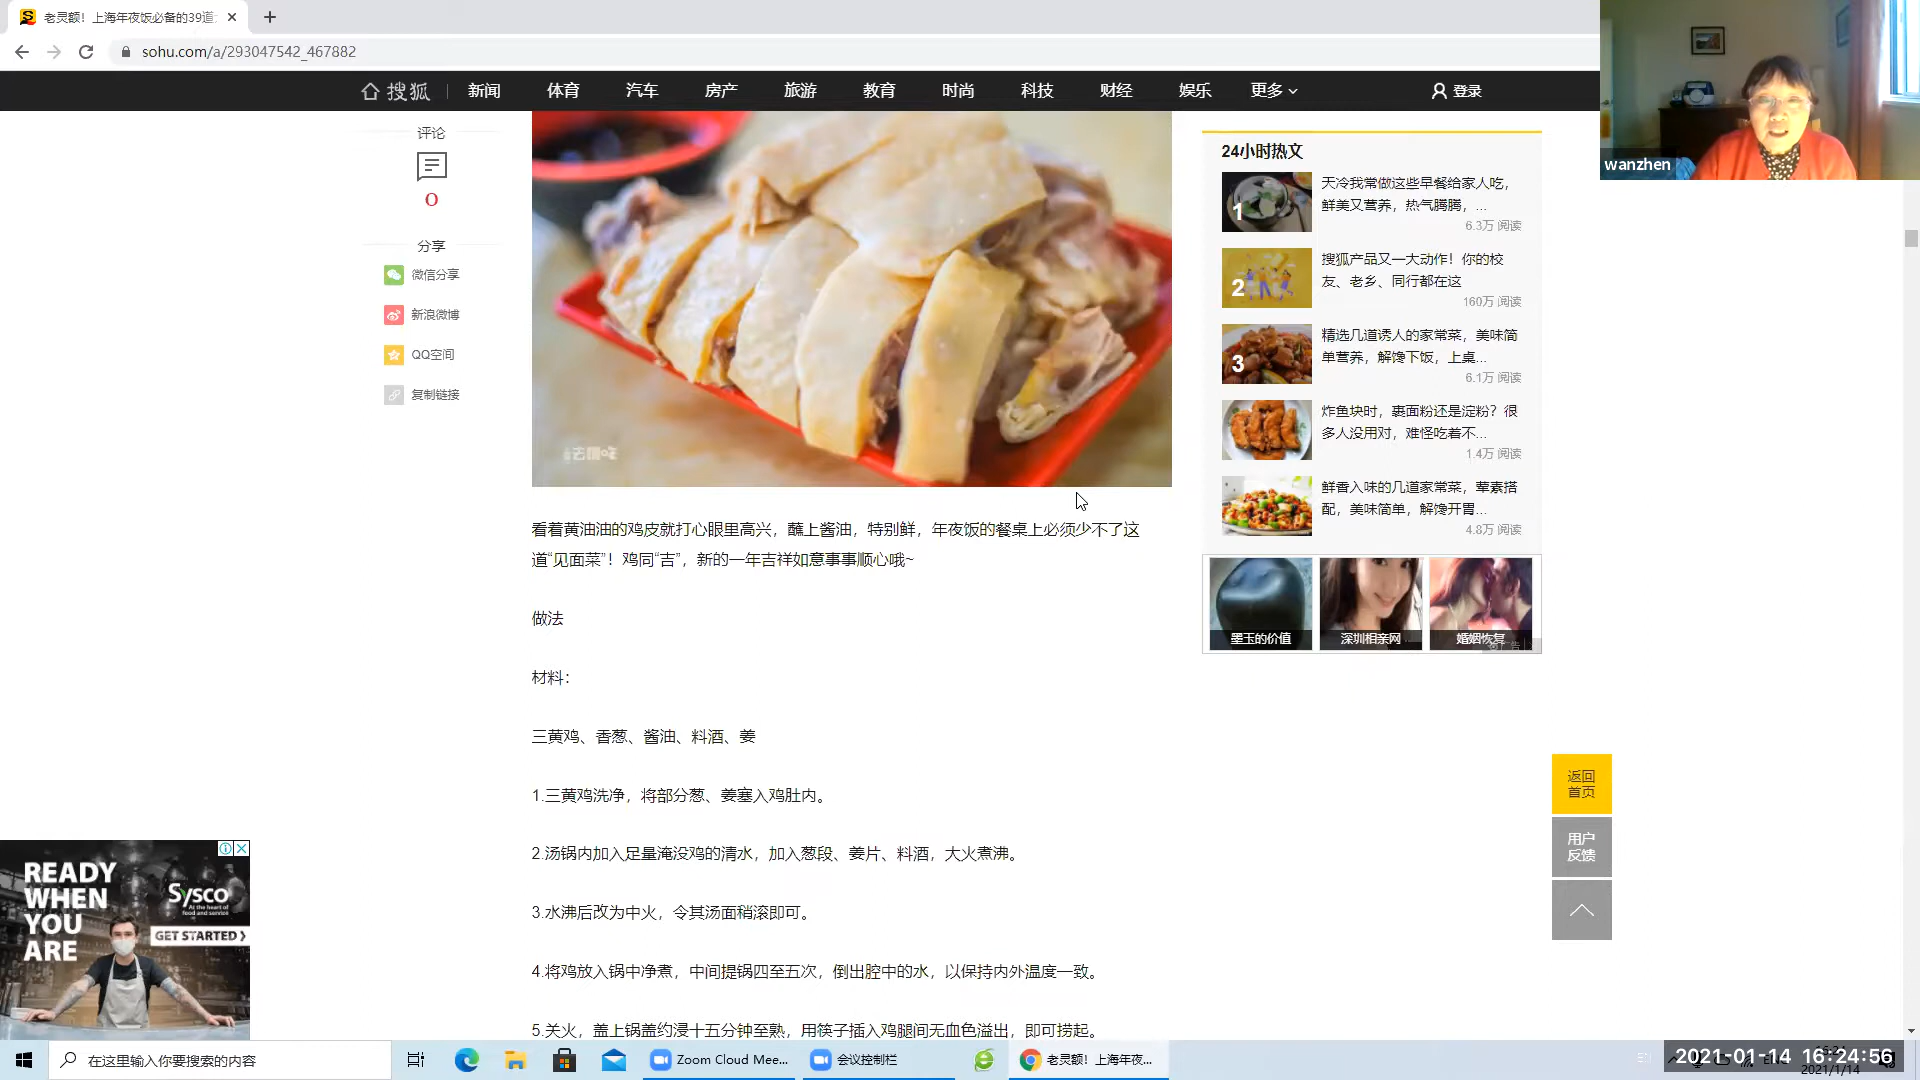 老灵额！上海年夜饭必备的39道
sohu.com/a/293047542_467882
搜狐 新闻 体育 汽车 房产 旅游 教育 时尚 科技 财经 娱乐 更多 登录
wanzhen
评论
0
分享
微信分享
新浪微博
QQ空间
复制链接
看着黄油油的鸡皮就打心眼里高兴，蘸上酱油，特别鲜，年夜饭的餐桌上必须少不了这
道“见面菜”！鸡同“吉”，新的一年吉祥如意事事顺心哦~
做法
材料：
三黄鸡、香葱、酱油、料酒、姜
1.三黄鸡洗净，将部分葱、姜塞入鸡肚内。
2.汤锅内加入足量淹没鸡的清水，加入葱段、姜片、料酒，大火煮沸。
3.水沸后改为中火，令其汤面稍滚即可。
4.将鸡放入锅中净煮，中间提锅四至五次，倒出腔中的水，以保持内外温度一致。
5.关火，盖上锅盖约浸十五分钟至熟，用筷子插入鸡腿间无血色溢出，即可捞起。
24小时热文
1
天冷我常做这些早餐给家人吃，
鲜美又营养，热气腾腾，...
6.3万 阅读
2
搜狐产品又一大动作！你的校
友、老乡、同行都在这
160万 阅读
3
精选几道诱人的家常菜，美味简
单营养，解馋下饭，上桌...
6.1万 阅读
炸鱼块时，裹面粉还是淀粉？很
多人没用对，难怪吃着不...
1.4万 阅读
鲜香入味的几道家常菜，荤素搭
配，美味简单，解馋开胃...
4.8万 阅读
墨玉的价值 深圳相亲网 婚姻恢复
广告
返回
首页
用户
反馈
READY
WHEN
YOU
ARE
Sysco
At the heart of
food and service
GET STARTED
在这里输入你要搜索的内容
Zoom Cloud Mee...
会议控制栏
老灵额！上海年夜...
2021-01-14 16:24:56
2021/1/14